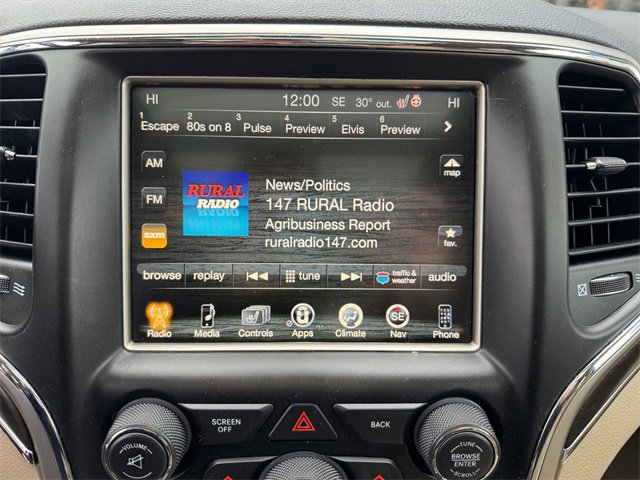 HI 12:00 SE 30° out. HI
1 Escape 2 80s on 8 3 Pulse 4 Preview 5 Elvis 6 Preview
AM
map
RURAL
RADIO
News/Politics
FM
147 RURAL Radio
Agribusiness Report
sxm
fav.
ruralradio147.com
browse replay tune traffic & weather audio
Radio Media Controls Apps Climate SE Nav Phone
VOLUME
SCREEN OFF
BACK
TUNE
BROWSE
ENTER
SCROLL